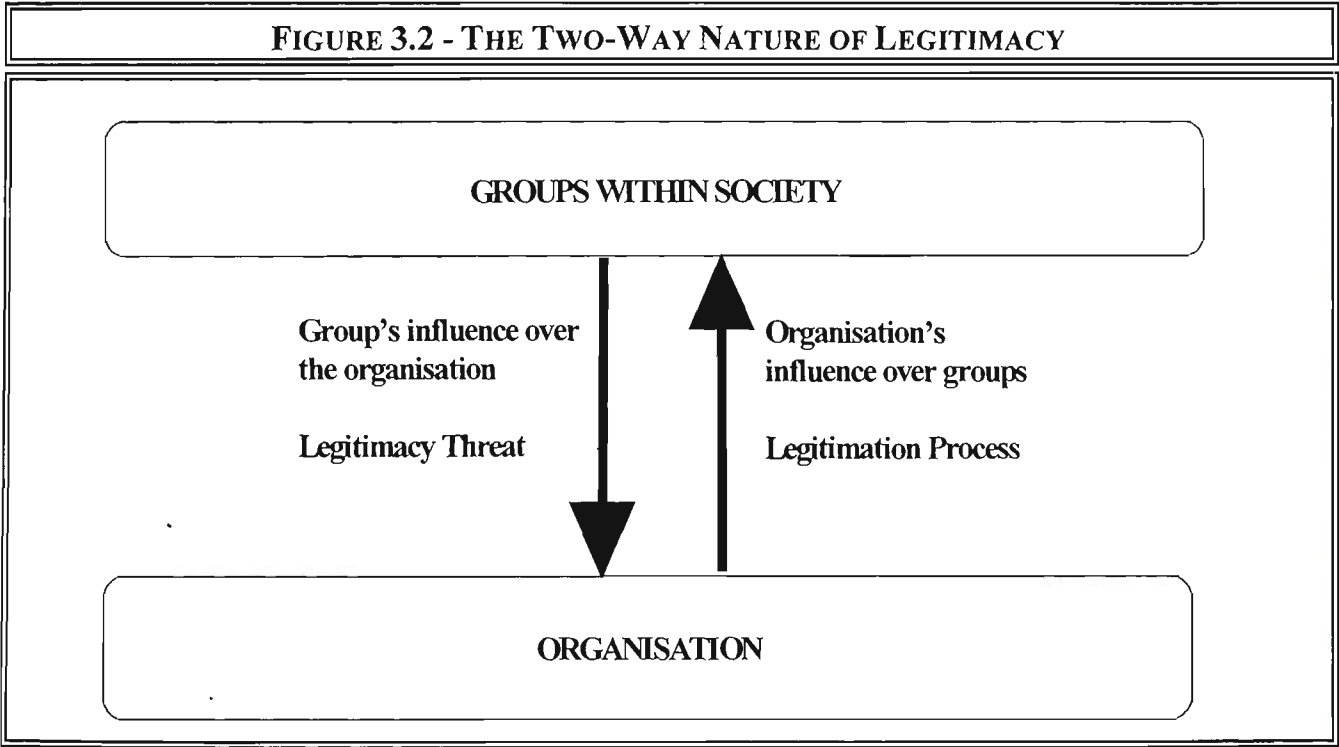 FIGURE 3.2 - THE TWO-WAY NATURE OF LEGITIMACY
GROUPS WITHIN SOCIETY
Group's influence over
the organisation
Legitimacy Threat
Organisation's
influence over groups
Legitimation Process
ORGANISATION